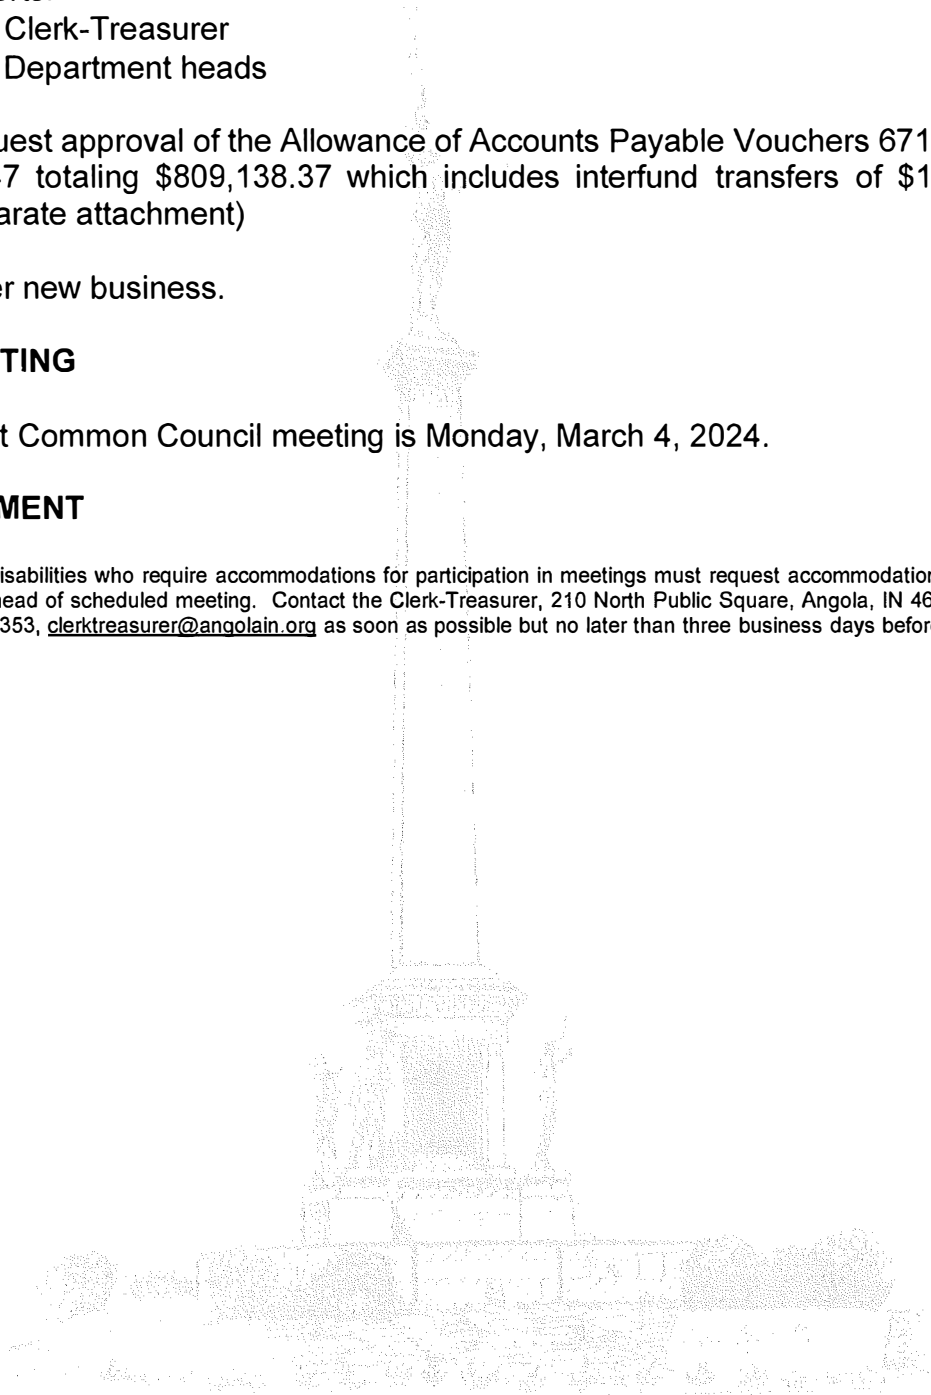 Clerk-Treasurer
Department heads
uest approval of the Allowance of Accounts Payable Vouchers 671
47 totaling $809,138.37 which includes interfund transfers of $1
arate attachment)
er new business.
TING
t Common Council meeting is Monday, March 4, 2024.
MENT
isabilities who require accommodations for participation in meetings must request accommodation
head of scheduled meeting. Contact the Clerk-Treasurer, 210 North Public Square, Angola, IN 46
353, clerktreasurer@angolain.org as soon as possible but no later than three business days before